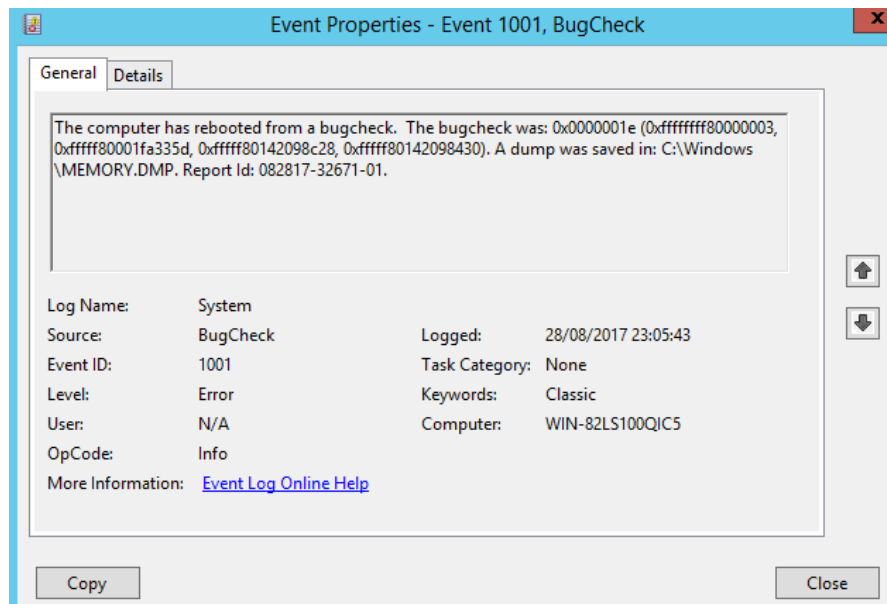 Event Properties - Event 1001, BugCheck
x
General
Details
The computer has rebooted from a bugcheck.  The bugcheck was: 0x0000001e (0xffffffff80000003,
0xfffff80001fa335d, 0xfffff80142098c28, 0xfffff80142098430). A dump was saved in: C:\Windows
\MEMORY.DMP. Report Id: 082817-32671-01.
Log Name: System
Source: BugCheck Logged: 28/08/2017 23:05:43
Event ID: 1001 Task Category: None
Level: Error Keywords: Classic
User: N/A Computer: WIN-82LS100QIC5
OpCode: Info
More Information: Event Log Online Help
Copy Close